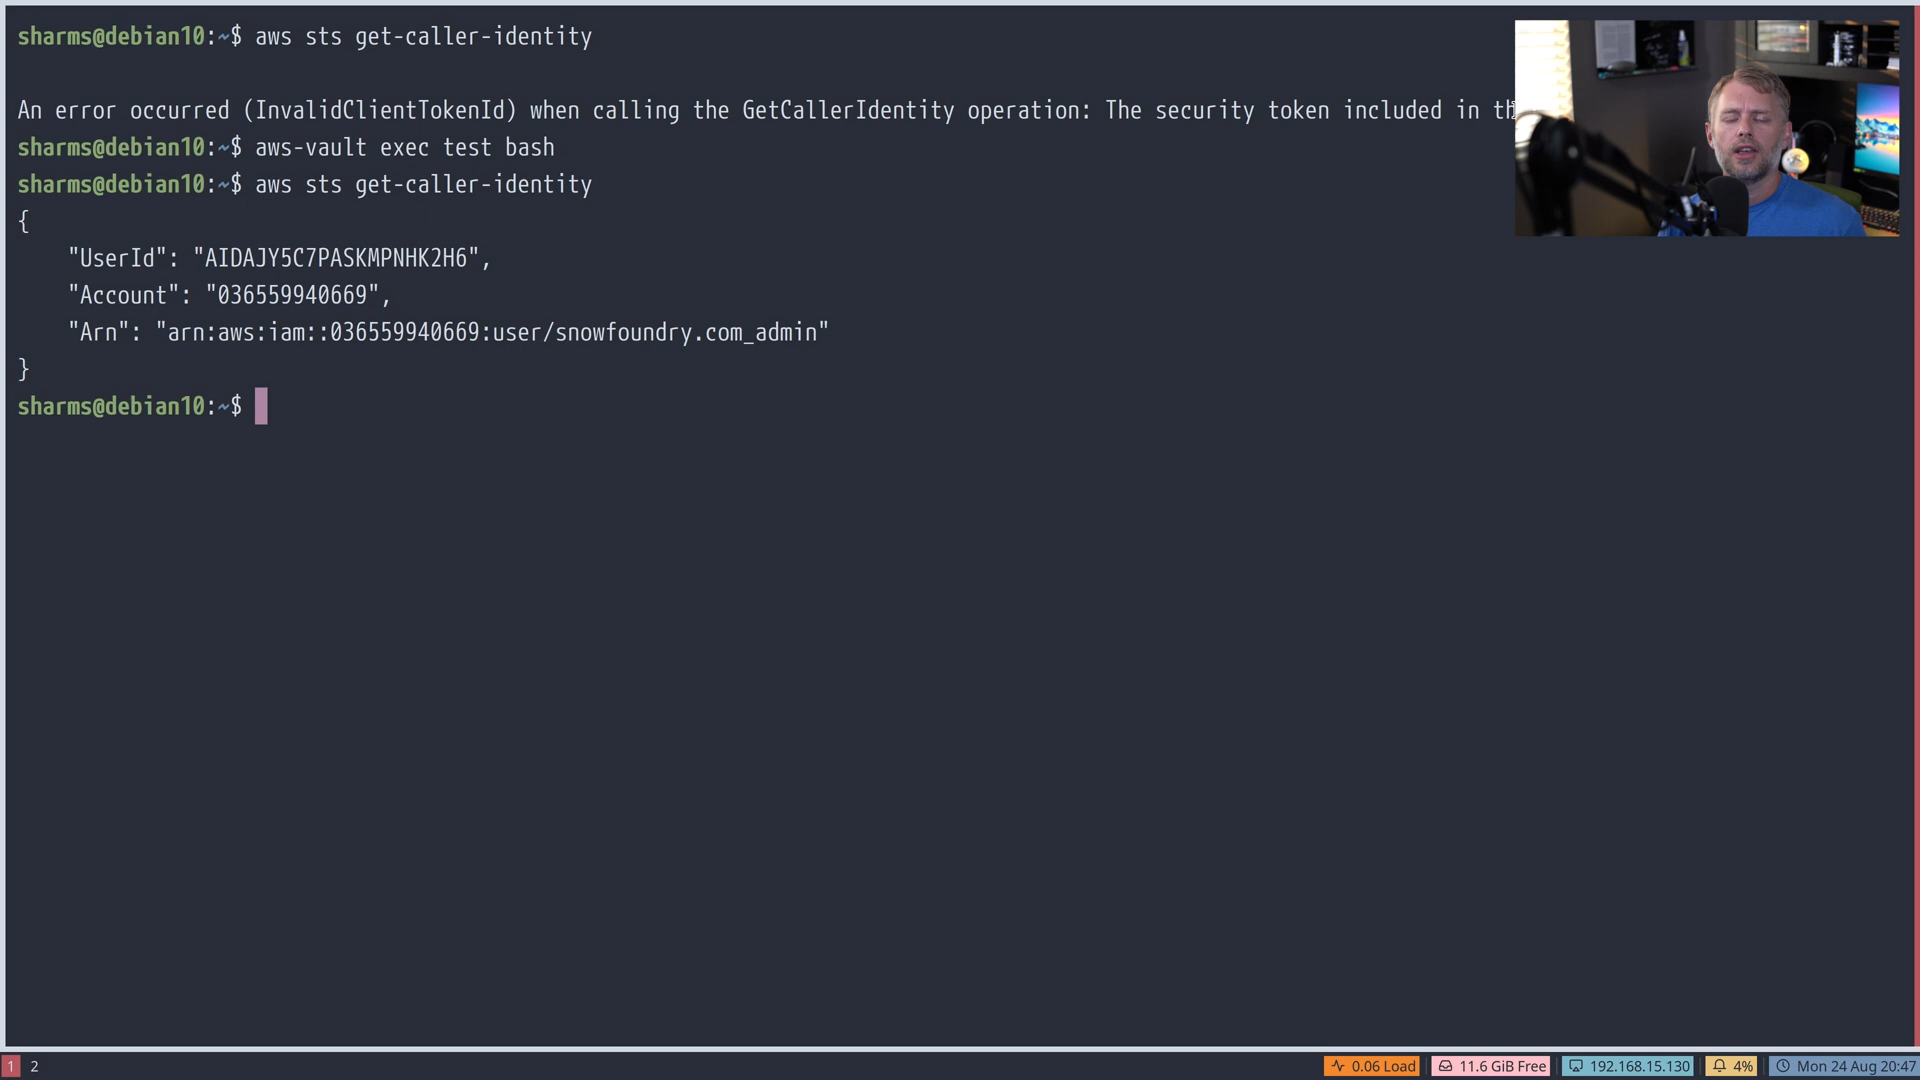 sharms@debian10:~$ aws sts get-caller-identity
An error occurred (InvalidClientTokenId) when calling the GetCallerIdentity operation: The security token included in th
sharms@debian10:~$ aws-vault exec test bash
sharms@debian10:~$ aws sts get-caller-identity
{
"UserId": "AIDAJY5C7PASKMPNHK2H6",
"Account": "036559940669",
"Arn": "arn:aws:iam::036559940669:user/snowfoundry.com_admin"
}
sharms@debian10:~$
1 2 0.06 Load 11.6 GiB Free 192.168.15.130 4% Mon 24 Aug 20:47